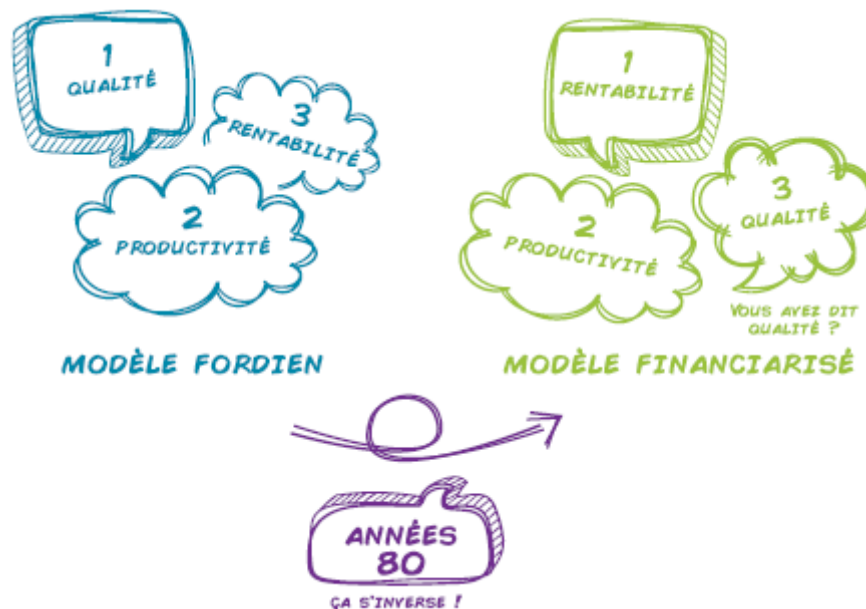 1
QUALITÉ
3
RENTABILITÉ
2
PRODUCTIVITÉ
MODÈLE FORDIEN
1
RENTABILITÉ
2
PRODUCTIVITÉ
3
QUALITÉ
VOUS AVEZ DIT
QUALITÉ ?
MODÈLE FINANCIARISÉ
ANNÉES
80
ÇA S'INVERSE !